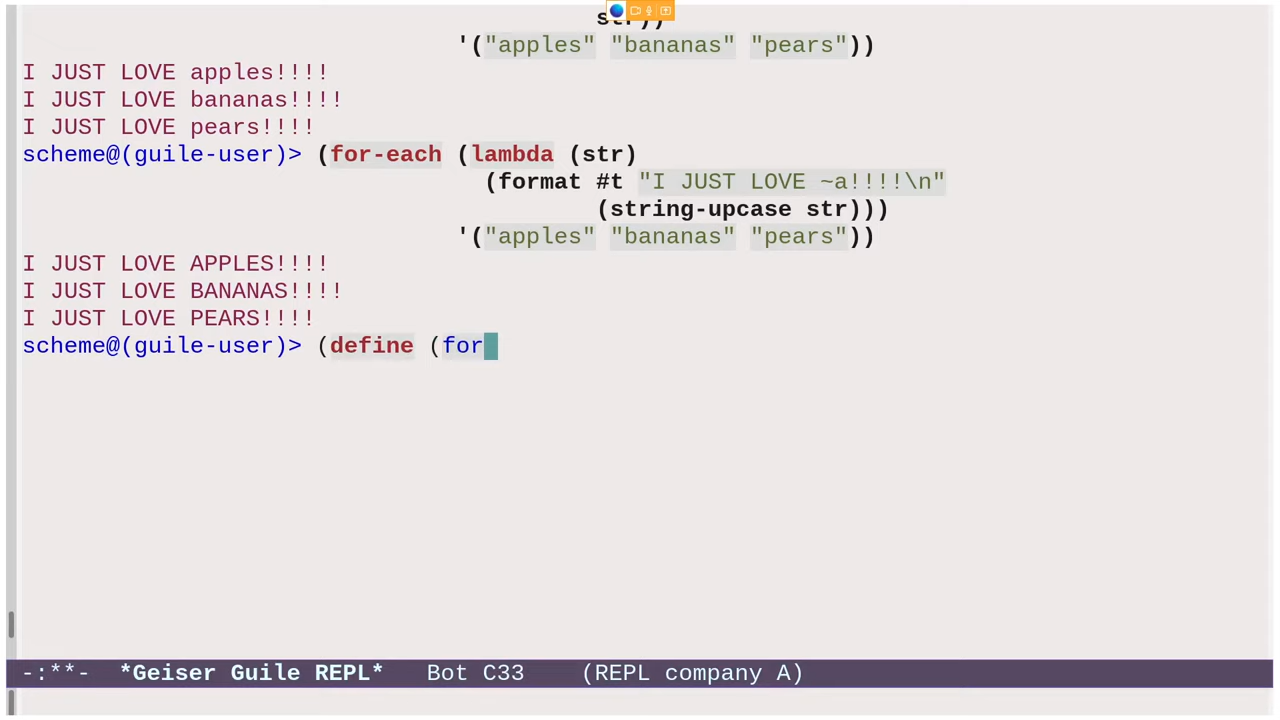 str))
'("apples" "bananas" "pears"))
I JUST LOVE apples!!!!
I JUST LOVE bananas!!!!
I JUST LOVE pears!!!!
scheme@(guile-user)> (for-each (lambda (str)
(format #t "I JUST LOVE ~a!!!!\n"
(string-upcase str)))
'("apples" "bananas" "pears"))
I JUST LOVE APPLES!!!!
I JUST LOVE BANANAS!!!!
I JUST LOVE PEARS!!!!
scheme@(guile-user)> (define (for
-:**-  *Geiser Guile REPL*   Bot C33    (REPL company A)